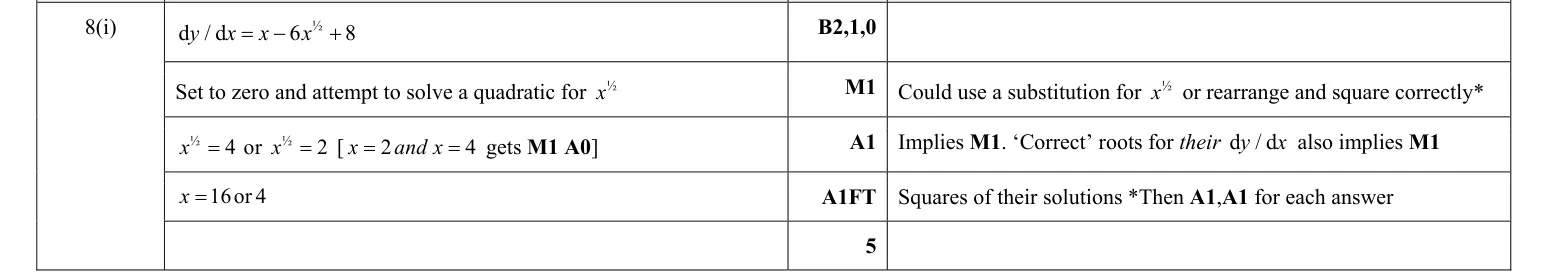 8(i) dy / dx = x − 6x^½ + 8 B2,1,0
Set to zero and attempt to solve a quadratic for x^½ M1 Could use a substitution for x^½ or rearrange and square correctly*
x^½ = 4 or x^½ = 2 [ x = 2 and x = 4 gets M1 A0] A1 Implies M1. ‘Correct’ roots for their dy / dx also implies M1
x = 16 or 4 A1FT Squares of their solutions *Then A1,A1 for each answer
5